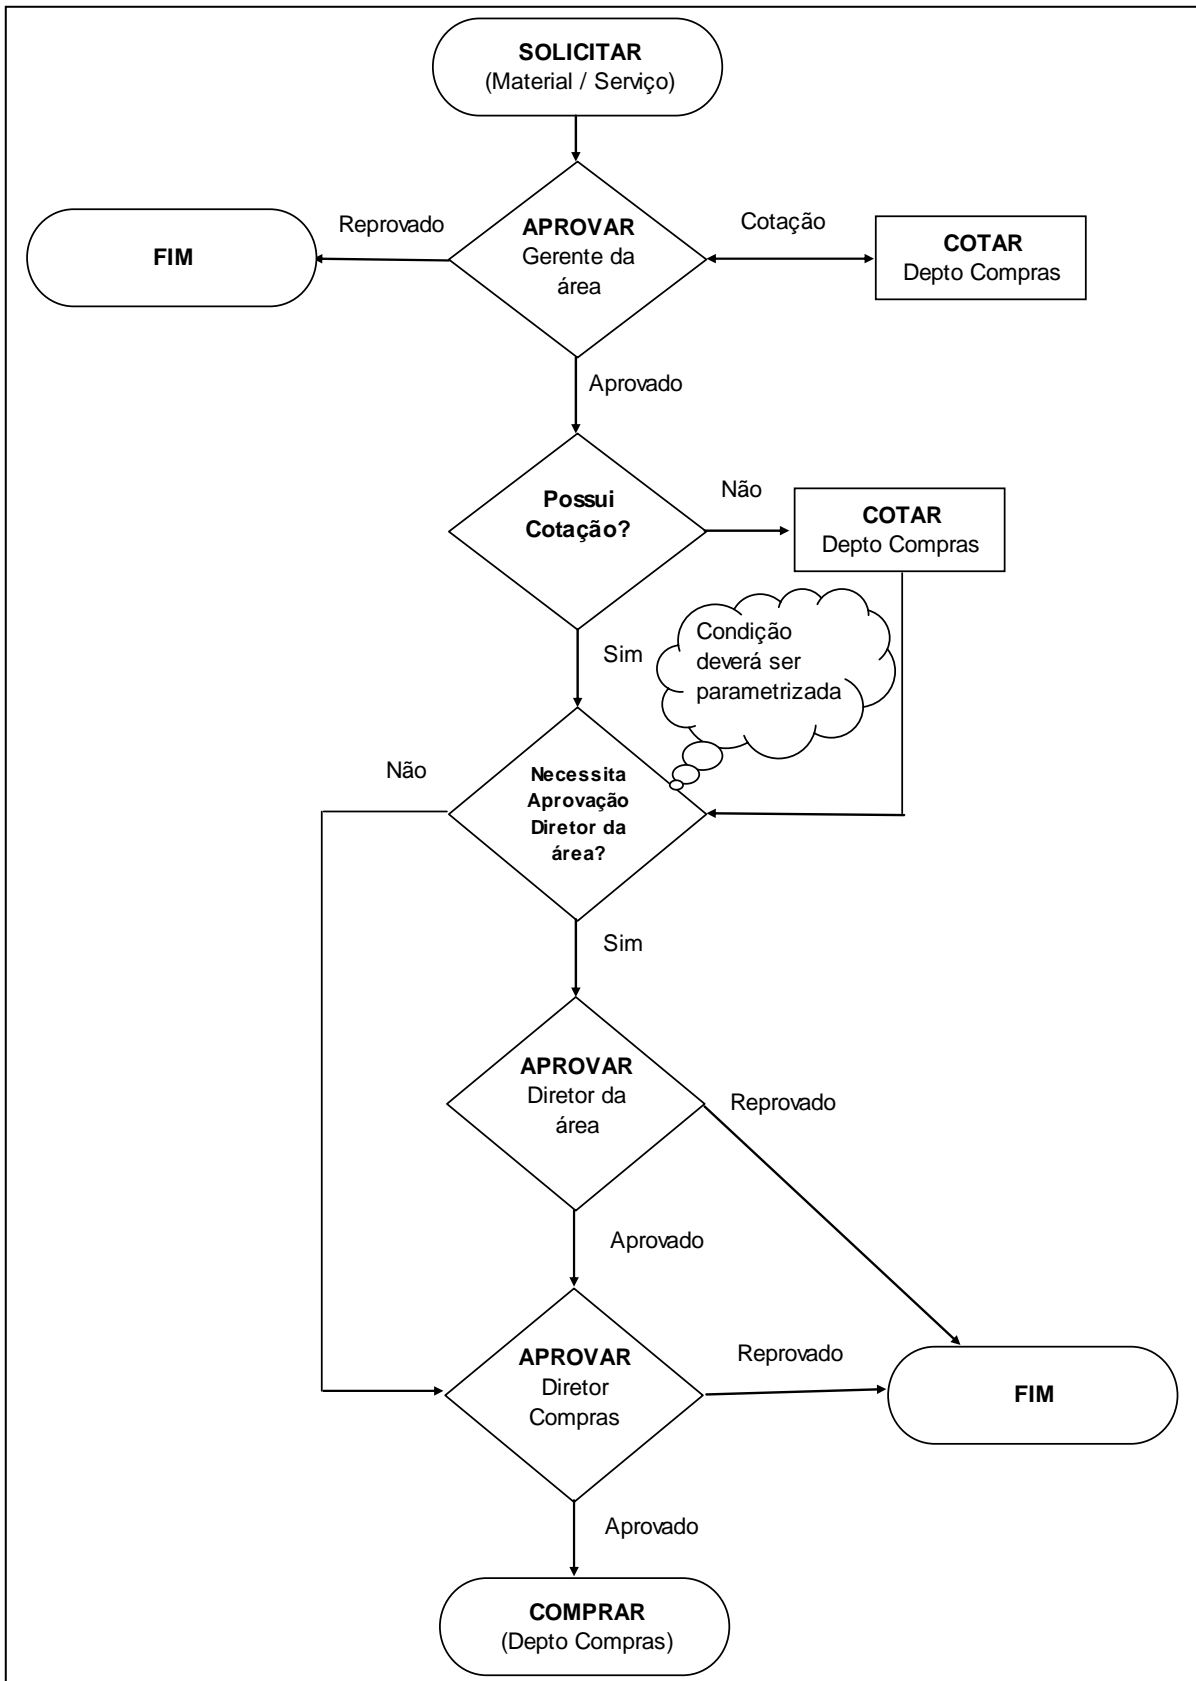 SOLICITAR
(Material / Serviço)
Reprovado
APROVAR
Gerente da
área
Cotação
FIM
COTAR
Depto Compras
Aprovado
Possui
Cotação?
Não
COTAR
Depto Compras
Sim
Condição
deverá ser
parametrizada
Não
Necessita
Aprovação
Diretor da
área?
Sim
APROVAR
Diretor da
área
Reprovado
Aprovado
APROVAR
Diretor
Compras
Reprovado
FIM
Aprovado
COMPRAR
(Depto Compras)